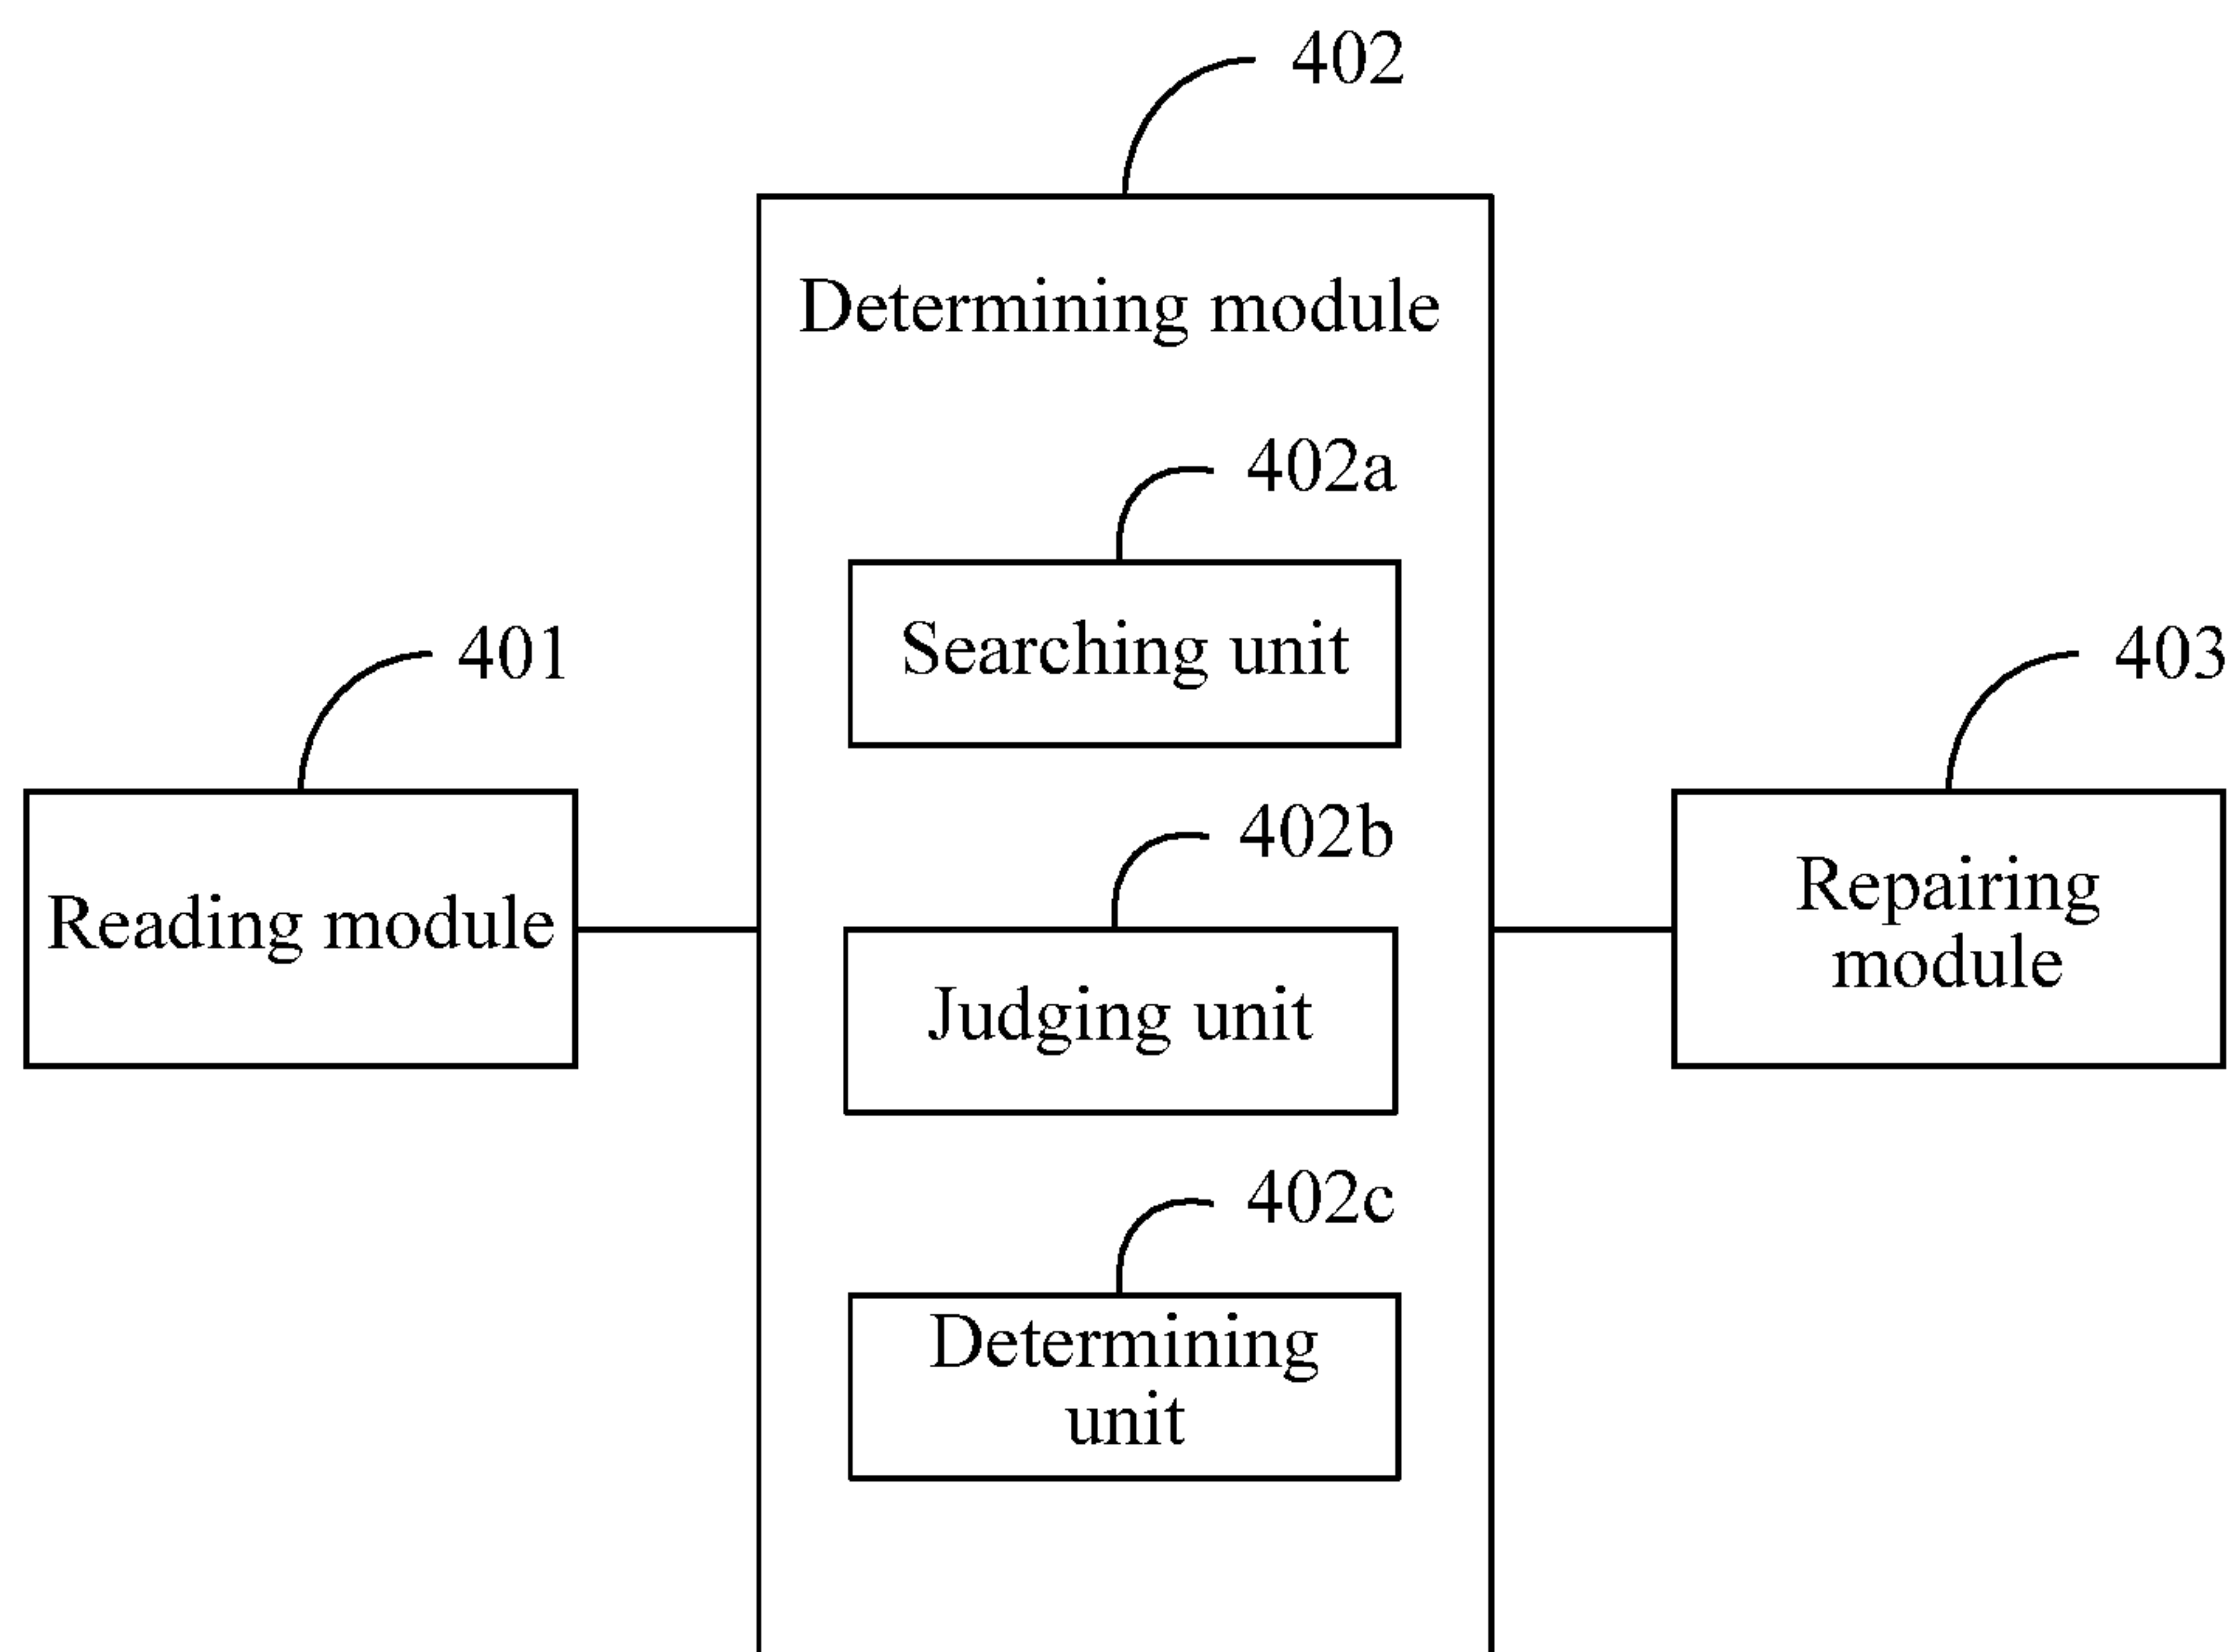 402
Determining module
402a
Searching unit
401
403
402b
Reading module
Repairing
module
Judging unit
402c
Determining
unit